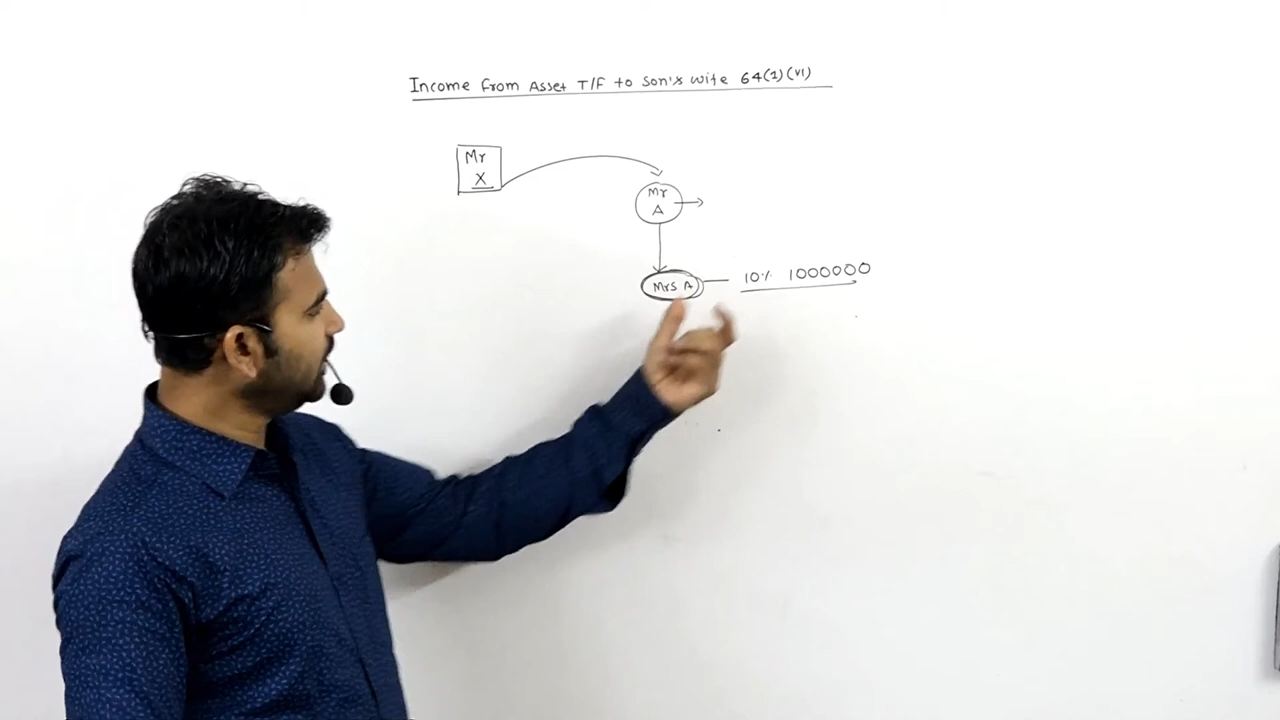 Income from Asset T/F to Son's wife 64(1)(vi)
Mr
X
Mr
A
Mrs A
10% 1000000